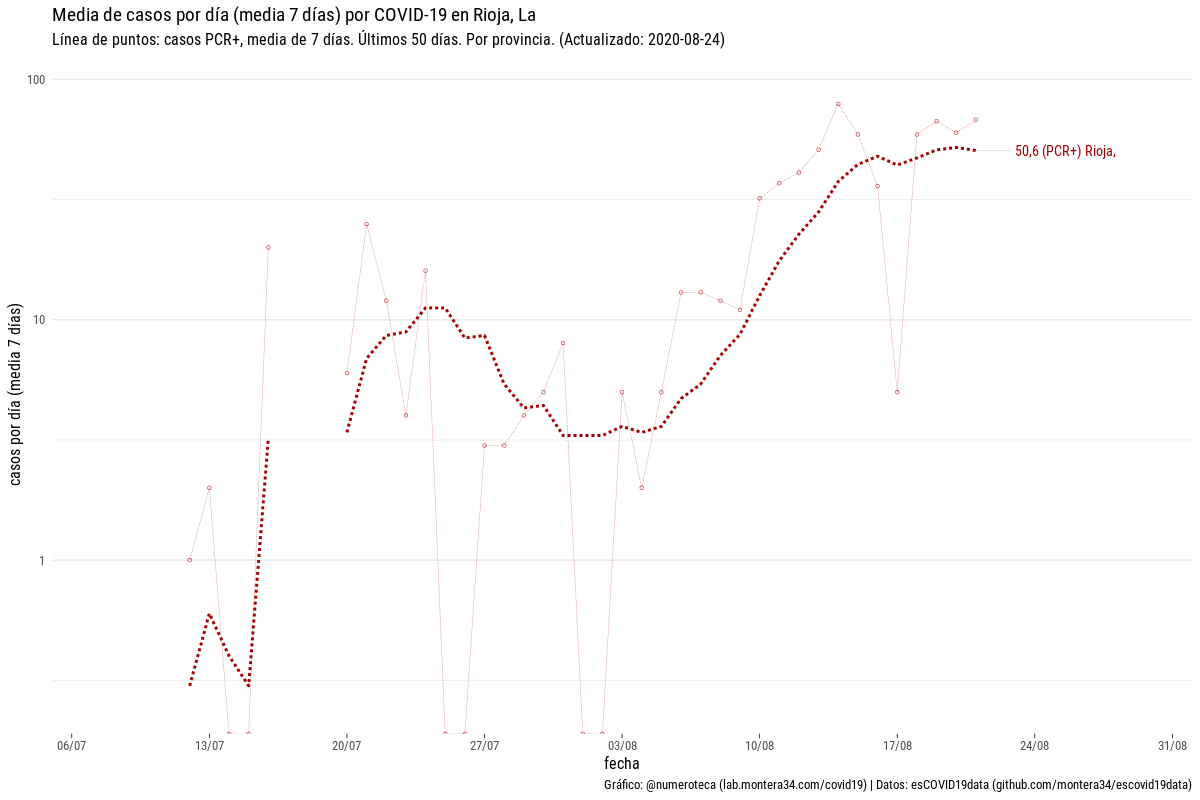 Media de casos por día (media 7 días) por COVID-19 en Rioja, La
Línea de puntos: casos PCR+, media de 7 días. Últimos 50 días. Por provincia. (Actualizado: 2020-08-24)
casos por día (media 7 días)
100
10
1
50,6 (PCR+) Rioja,
06/07
13/07
20/07
27/07
03/08
10/08
17/08
24/08
31/08
fecha
Gráfico: @numeroteca (lab.montera34.com/covid19) | Datos: esCOVID19data (github.com/montera34/escovid19data)